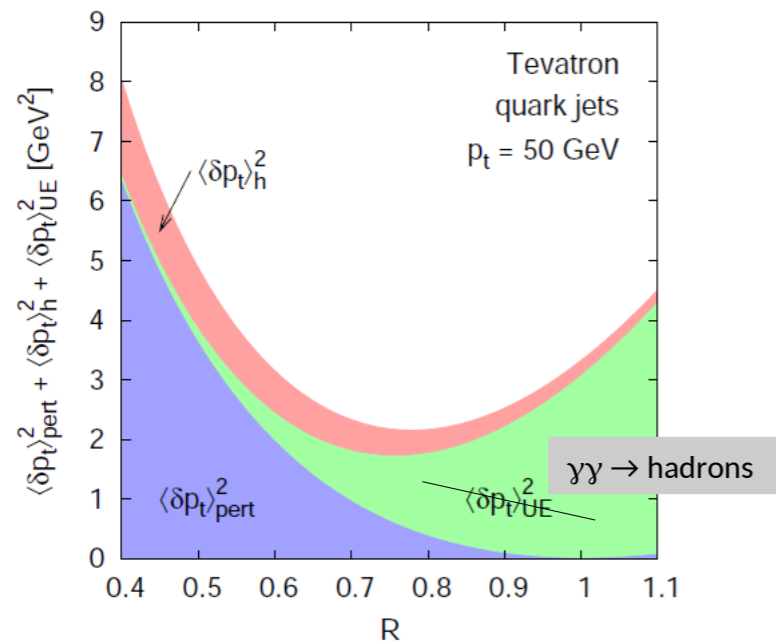 ⟨δpₜ⟩²pert + ⟨δpₜ⟩²h + ⟨δpₜ⟩²UE [GeV²]
9
8
7
6
5
4
3
2
1
0
Tevatron
quark jets
pₜ = 50 GeV
⟨δpₜ⟩²h
γγ → hadrons
⟨δpₜ⟩²pert
⟨δpₜ⟩²UE
0.4 0.5 0.6 0.7 0.8 0.9 1 1.1
R